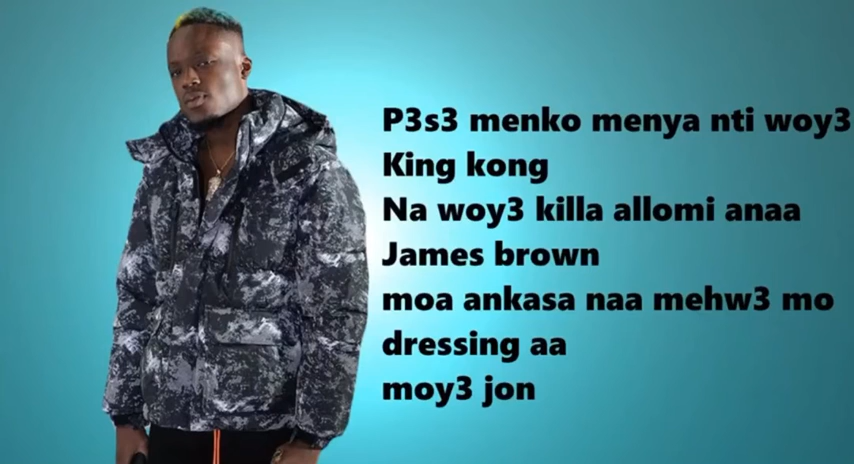 P3s3 menko menya nti woy3
King kong
Na woy3 killa allomi anaa
James brown
moa ankasa naa mehw3 mo
dressing aa
moy3 jon